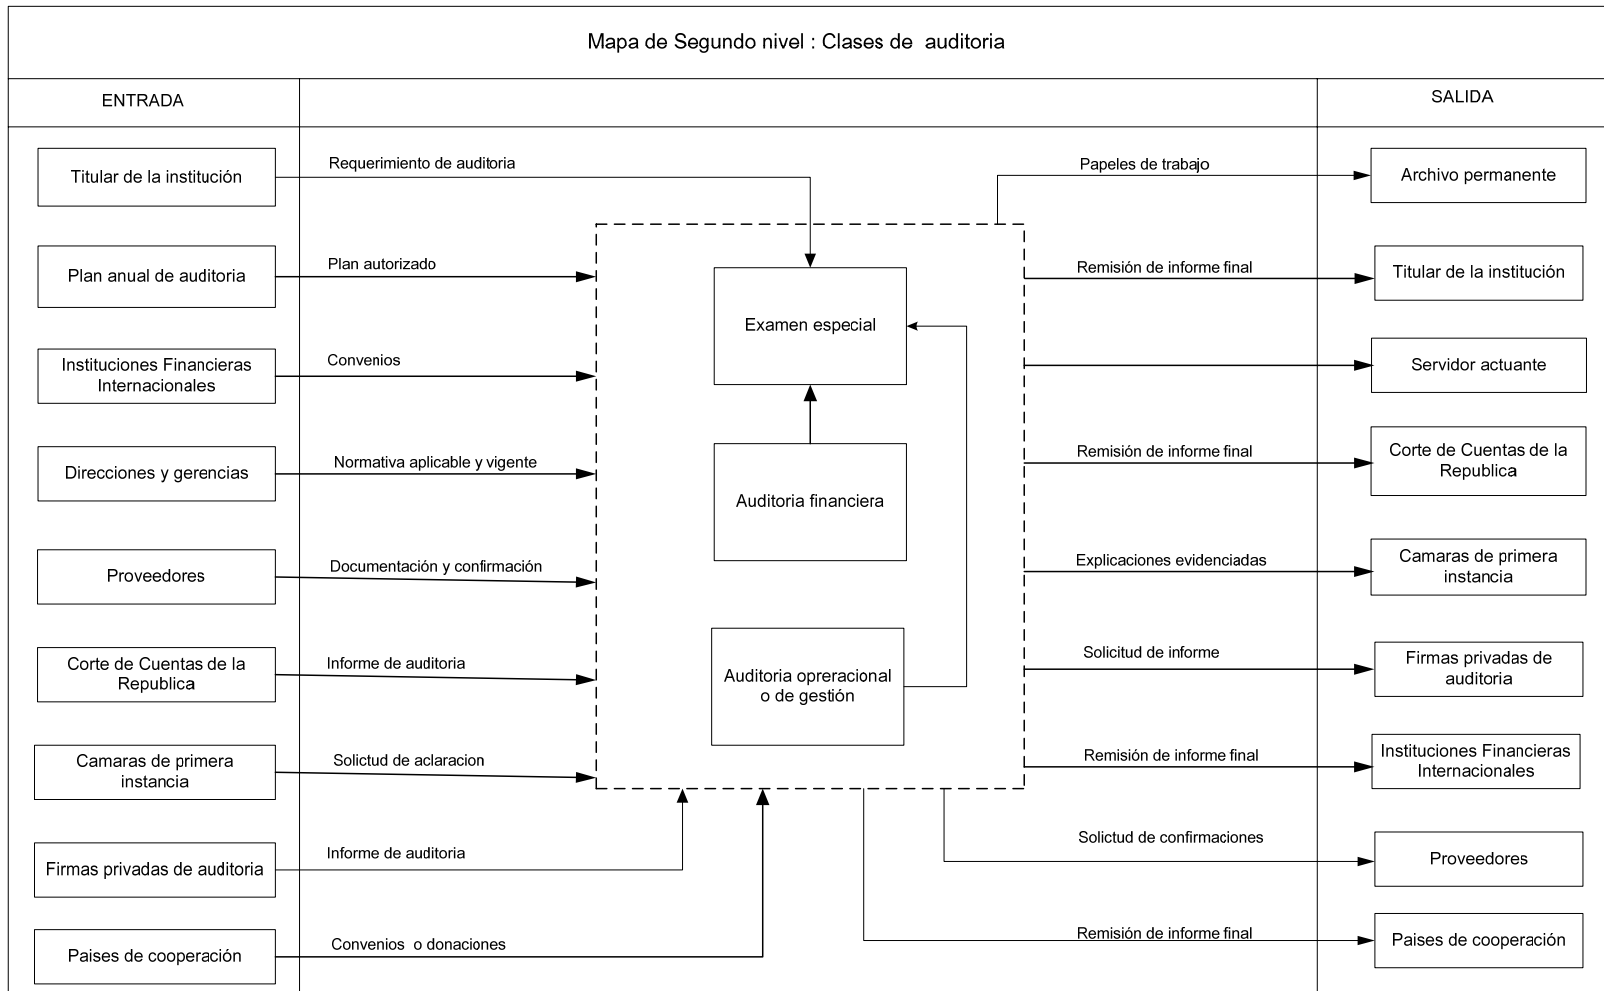 Mapa de Segundo nivel : Clases de  auditoria
ENTRADA
SALIDA
Titular de la institución
Requerimiento de auditoria
Papeles de trabajo
Archivo permanente
Plan anual de auditoria
Plan autorizado
Remisión de informe final
Titular de la institución
Examen especial
Instituciones Financieras
Internacionales
Convenios
Servidor actuante
Direcciones y gerencias
Normativa aplicable y vigente
Remisión de informe final
Corte de Cuentas de la
Republica
Auditoria financiera
Proveedores
Documentación y confirmación
Explicaciones evidenciadas
Camaras de primera
instancia
Corte de Cuentas de la
Republica
Informe de auditoria
Auditoria opreracional
o de gestión
Solicitud de informe
Firmas privadas de
auditoria
Camaras de primera
instancia
Solictud de aclaracion
Remisión de informe final
Instituciones Financieras
Internacionales
Firmas privadas de auditoria
Informe de auditoria
Solictud de confirmaciones
Proveedores
Paises de cooperación
Convenios  o donaciones
Remisión de informe final
Paises de cooperación